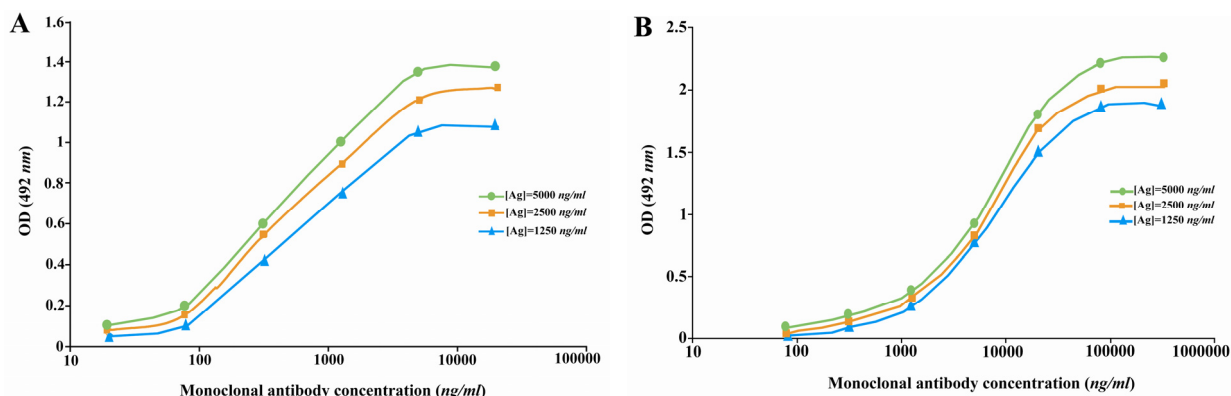 A
1.6
1.4
1.2
1
0.8
0.6
0.4
0.2
0
OD (492 nm)
10
100
1000
10000
100000
Monoclonal antibody concentration (ng/ml)
[Ag]=5000 ng/ml
[Ag]=2500 ng/ml
[Ag]=1250 ng/ml
B
2.5
2
1.5
1
0.5
0
OD (492 nm)
10
100
1000
10000
100000
1000000
Monoclonal antibody concentration (ng/ml)
[Ag]=5000 ng/ml
[Ag]=2500 ng/ml
[Ag]=1250 ng/ml